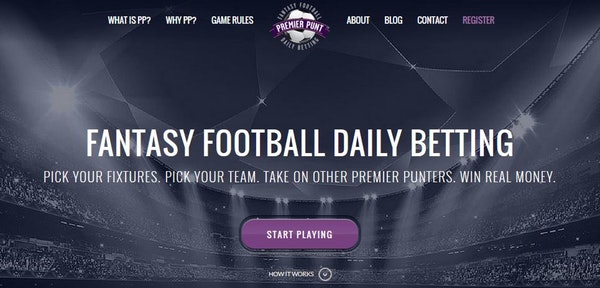 WHAT IS PP?
WHY PP?
GAME RULES
FANTASY FOOTBALL
PREMIER PUNT
DAILY BETTING
ABOUT
BLOG
CONTACT
REGISTER
FANTASY FOOTBALL DAILY BETTING
PICK YOUR FIXTURES. PICK YOUR TEAM. TAKE ON OTHER PREMIER PUNTERS. WIN REAL MONEY.
START PLAYING
HOW IT WORKS